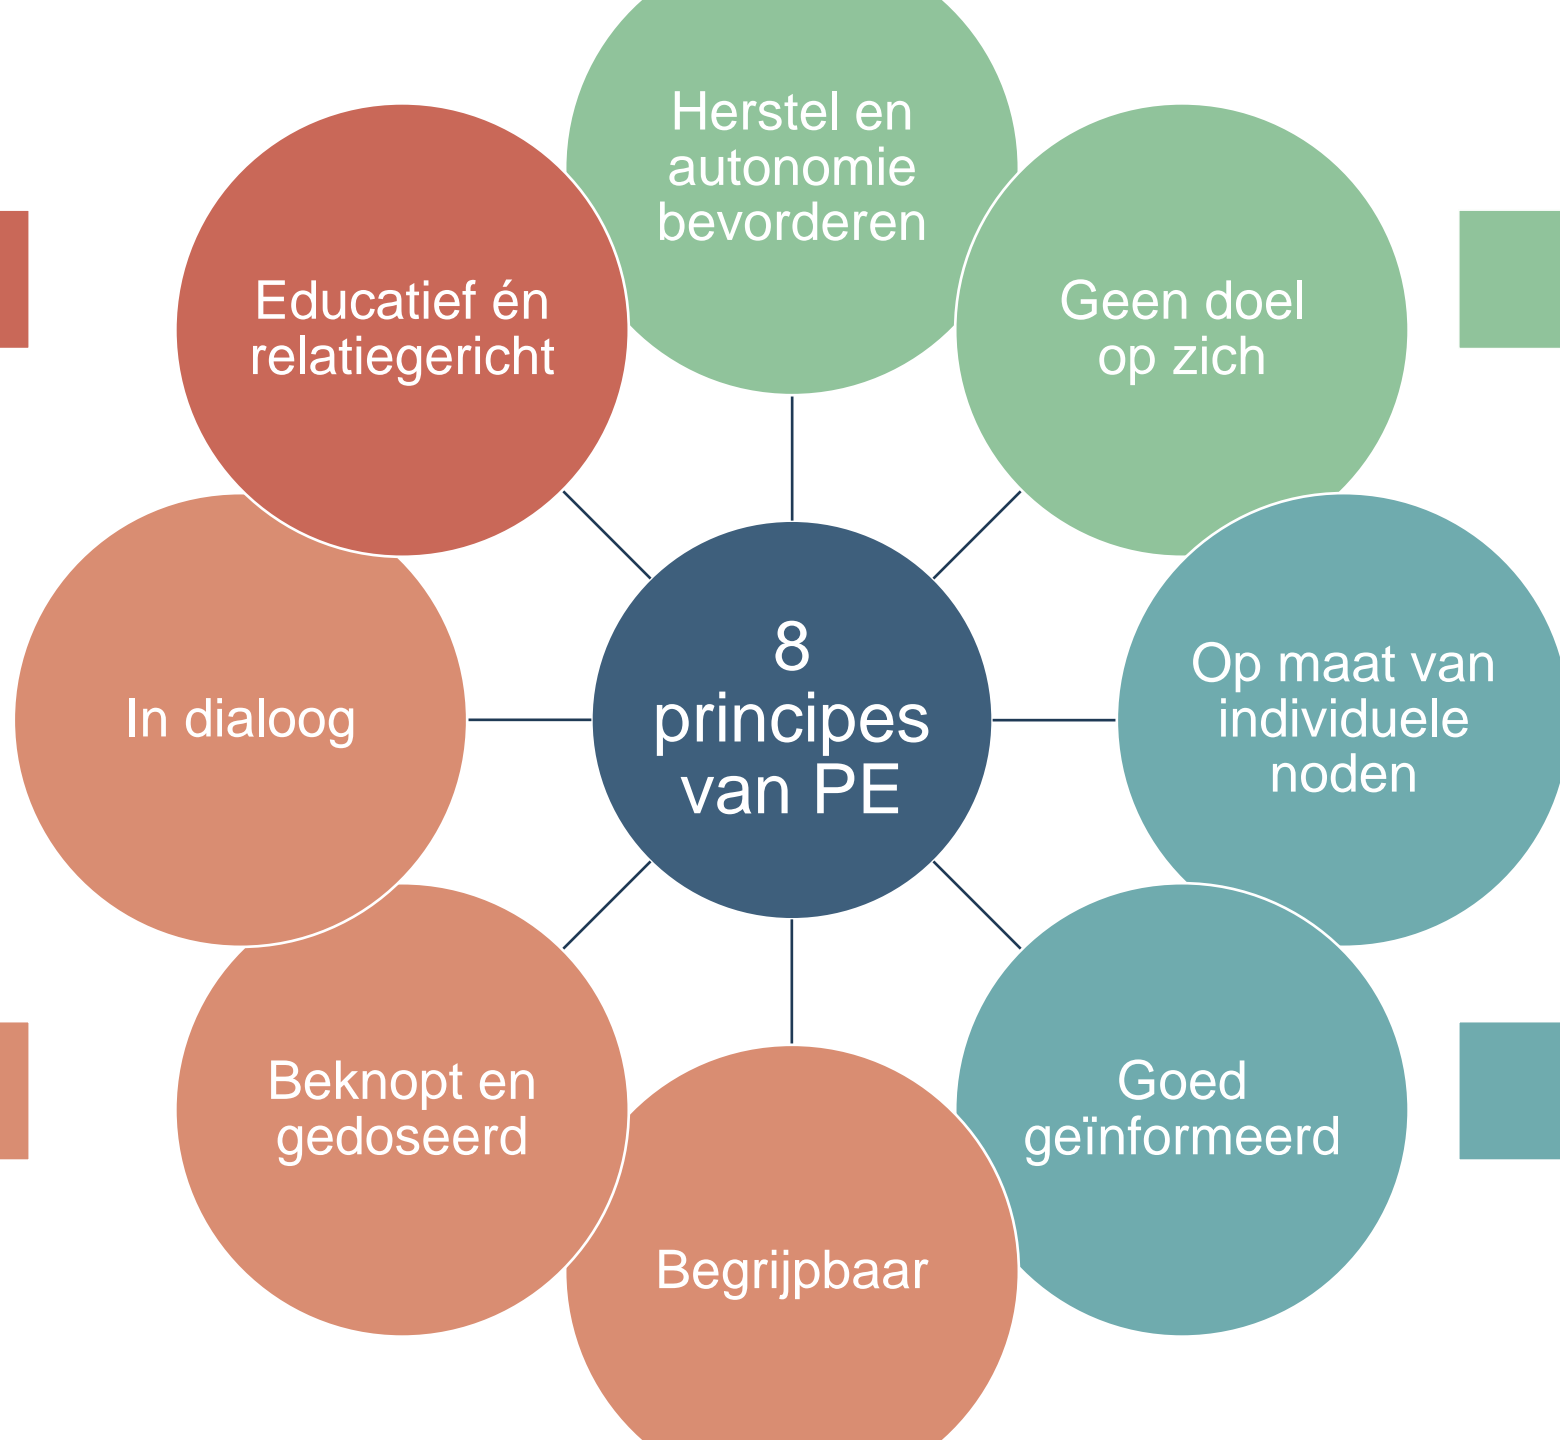 Herstel en
autonomie
bevorderen
Geen doel
op zich
Op maat van
individuele
noden
Goed
geïnformeerd
Begrijpbaar
Beknopt en
gedoseerd
In dialoog
Educatief én
relatiegericht
8
principes
van PE